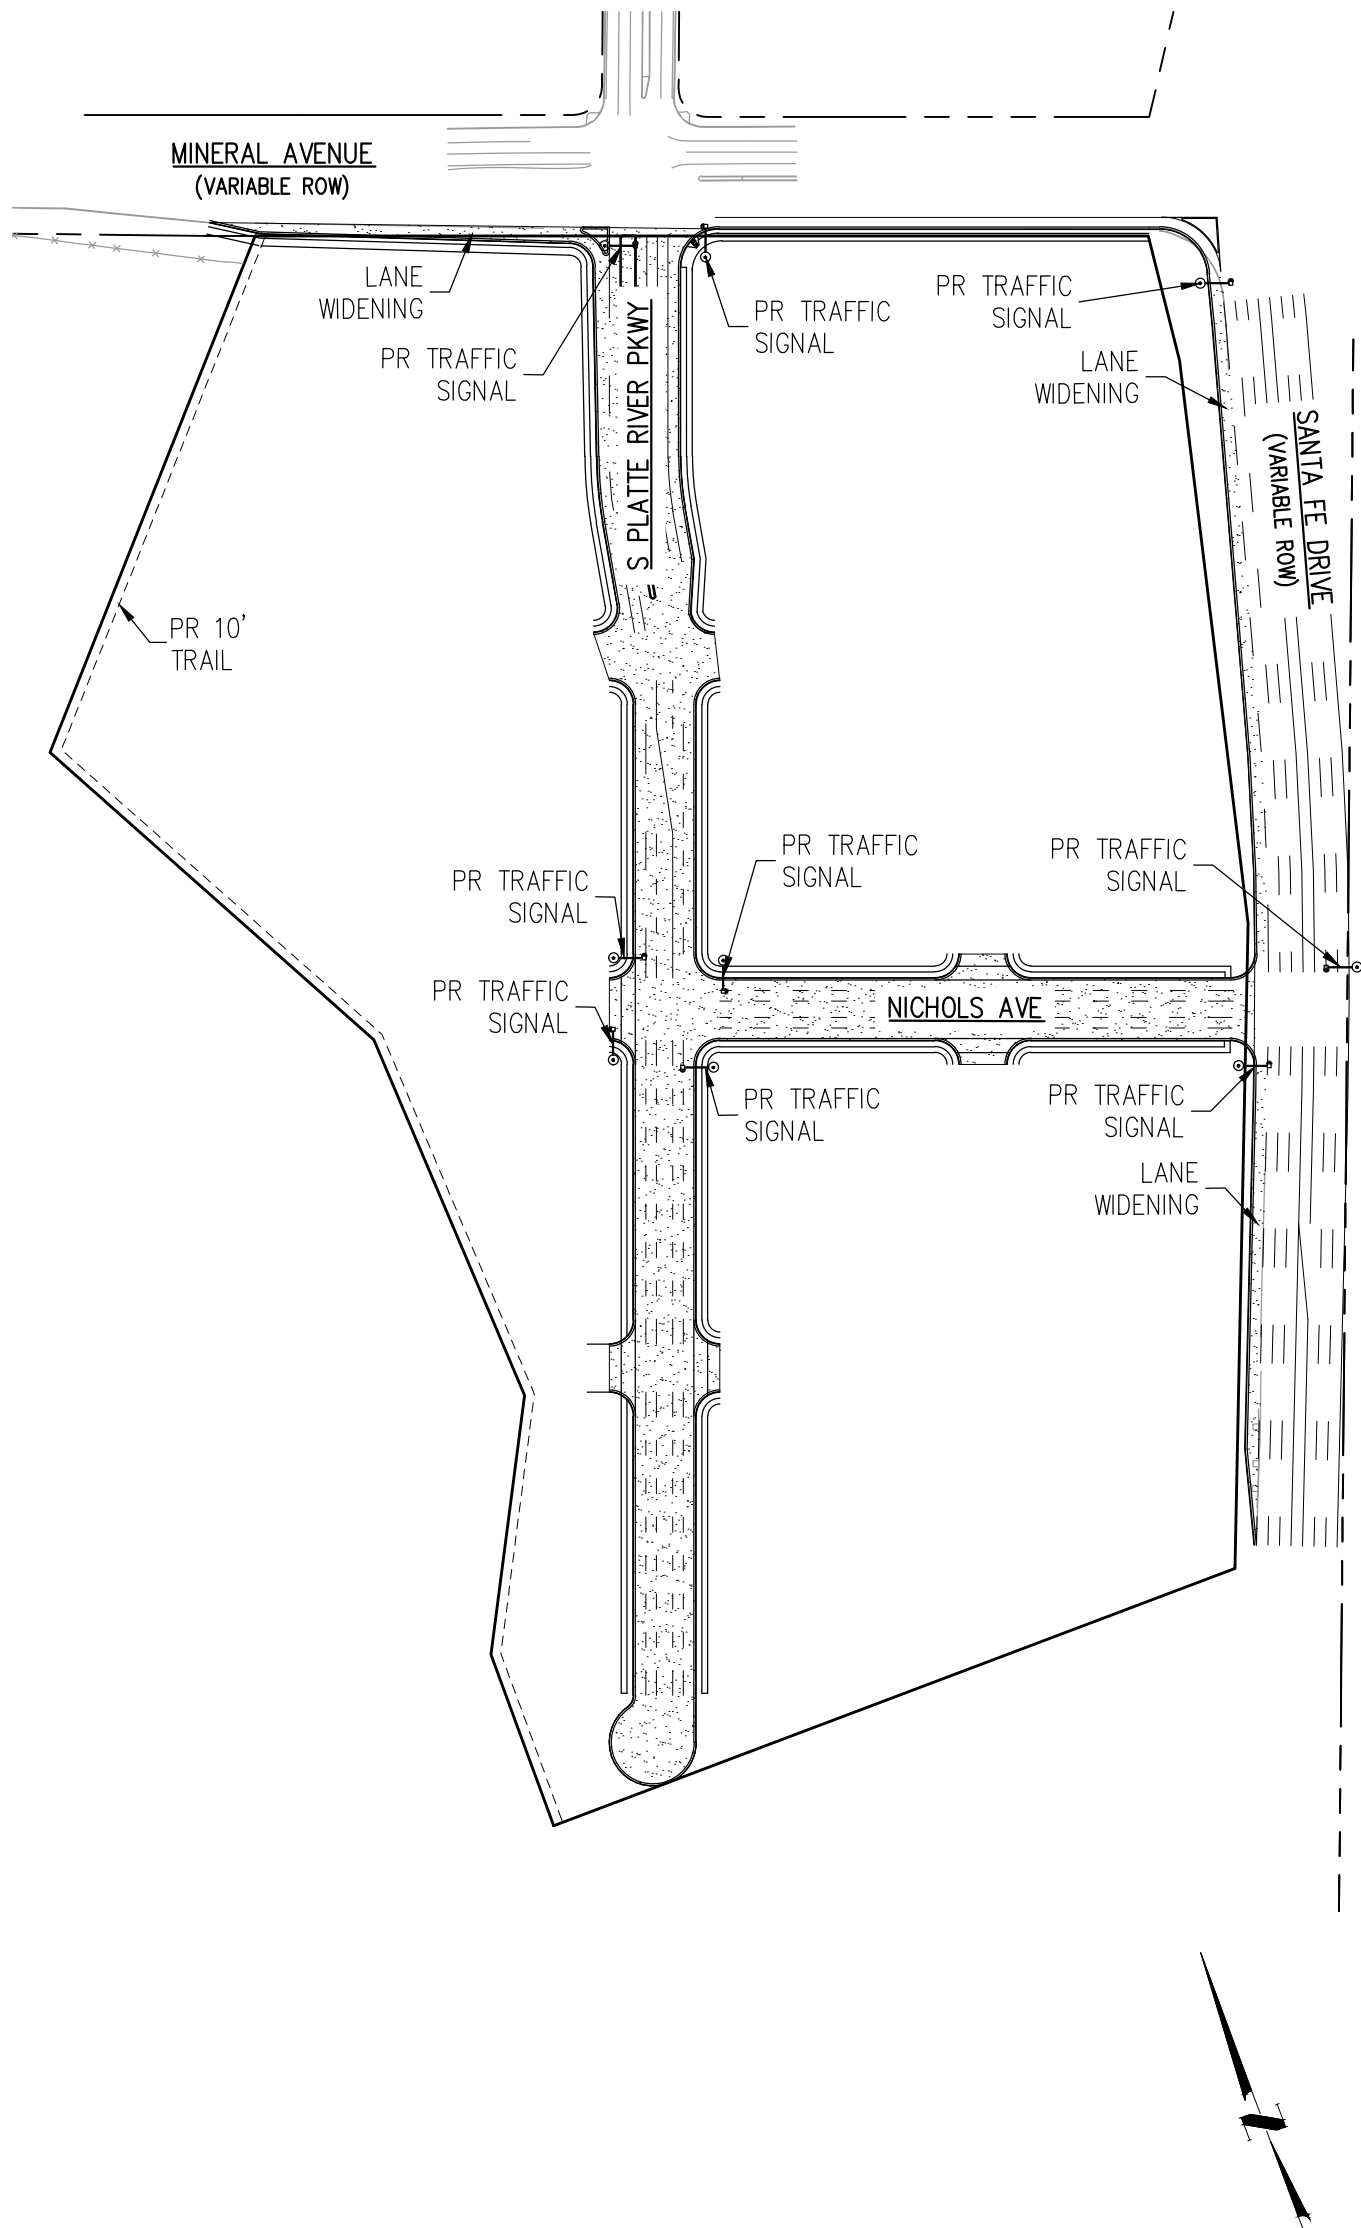 MINERAL AVENUE
(VARIABLE ROW)
LANE
WIDENING
PR TRAFFIC
SIGNAL
S PLATTE RIVER PKWY
PR TRAFFIC
SIGNAL
PR TRAFFIC
SIGNAL
LANE
WIDENING
SANTA FE DRIVE
(VARIABLE ROW)
PR 10'
TRAIL
PR TRAFFIC
SIGNAL
PR TRAFFIC
SIGNAL
PR TRAFFIC
SIGNAL
PR TRAFFIC
SIGNAL
NICHOLS AVE
PR TRAFFIC
SIGNAL
PR TRAFFIC
SIGNAL
LANE
WIDENING
N